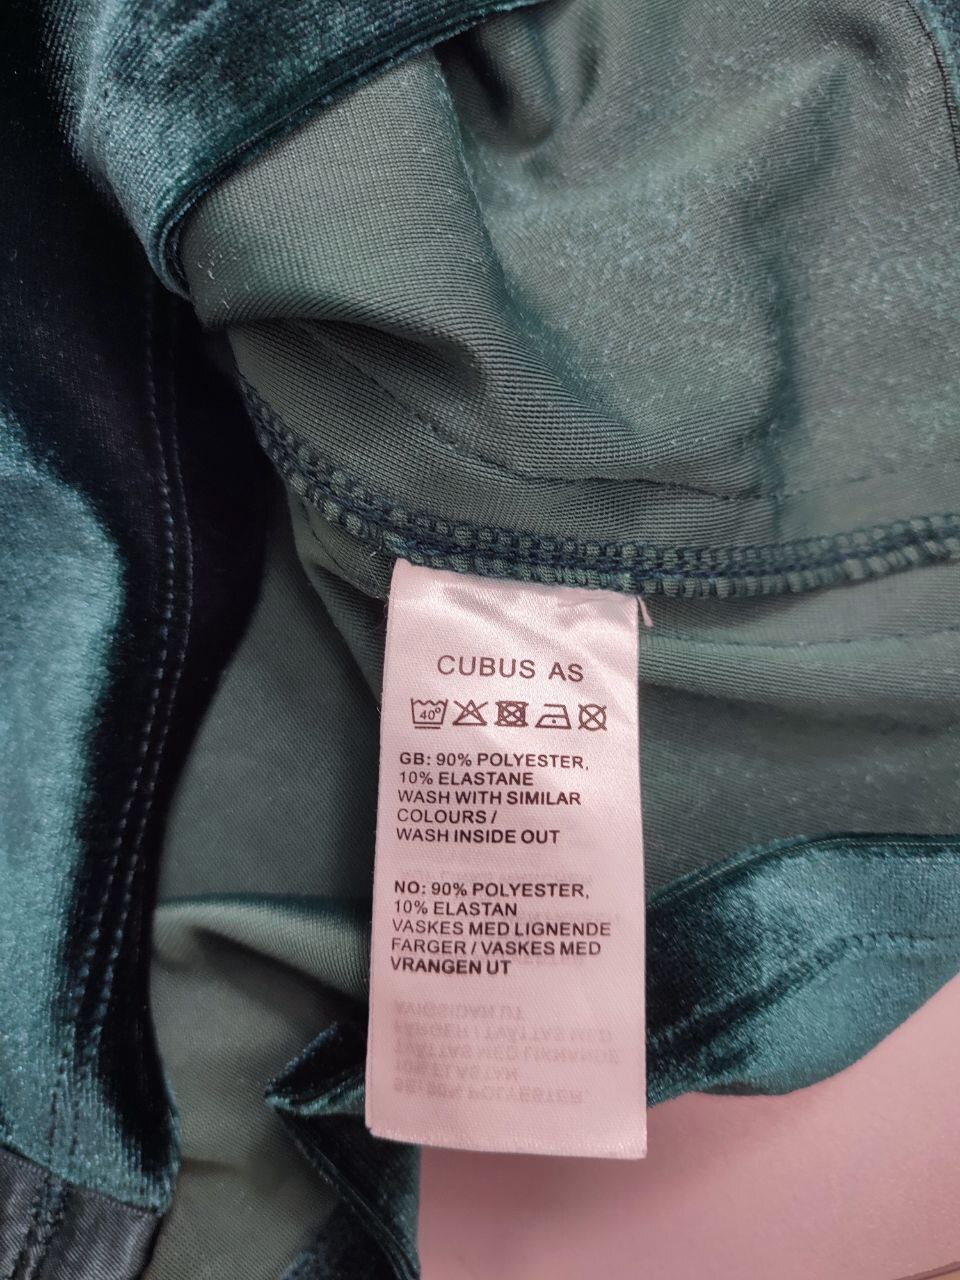 CUBUS AS
40°
GB: 90% POLYESTER,
10% ELASTANE
WASH WITH SIMILAR
COLOURS /
WASH INSIDE OUT
NO: 90% POLYESTER,
10% ELASTAN
VASKES MED LIGNENDE
FARGER / VASKES MED
VRANGEN UT